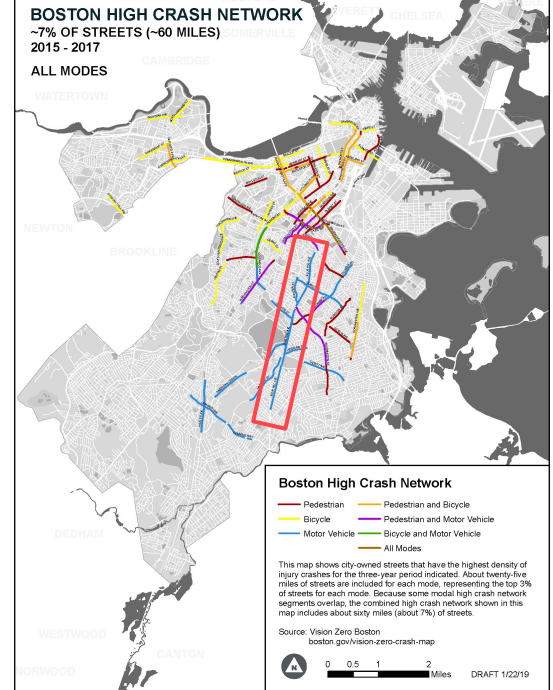 BOSTON HIGH CRASH NETWORK
~7% OF STREETS (~60 MILES)
2015 - 2017
ALL MODES
EVERETT
CHELSEA
REVERE
SOMERVILLE
CAMBRIDGE
WATERTOWN
NEWTON
BROOKLINE
DEDHAM
WESTWOOD
CANTON
NORWOOD
Boston High Crash Network
Pedestrian
Pedestrian and Bicycle
Bicycle
Pedestrian and Motor Vehicle
Motor Vehicle
Bicycle and Motor Vehicle
All Modes
This map shows city-owned streets that have the highest density of
injury crashes for the three-year period indicated. About twenty-five
miles of streets are included for each mode, representing the top 3%
of streets for each mode. Because some modal high crash network
segments overlap, the combined high crash network shown in this
map includes about sixty miles (about 7%) of streets.
Source: Vision Zero Boston
boston.gov/vision-zero-crash-map
N
0 0.5 1 2
Miles
DRAFT 1/22/19